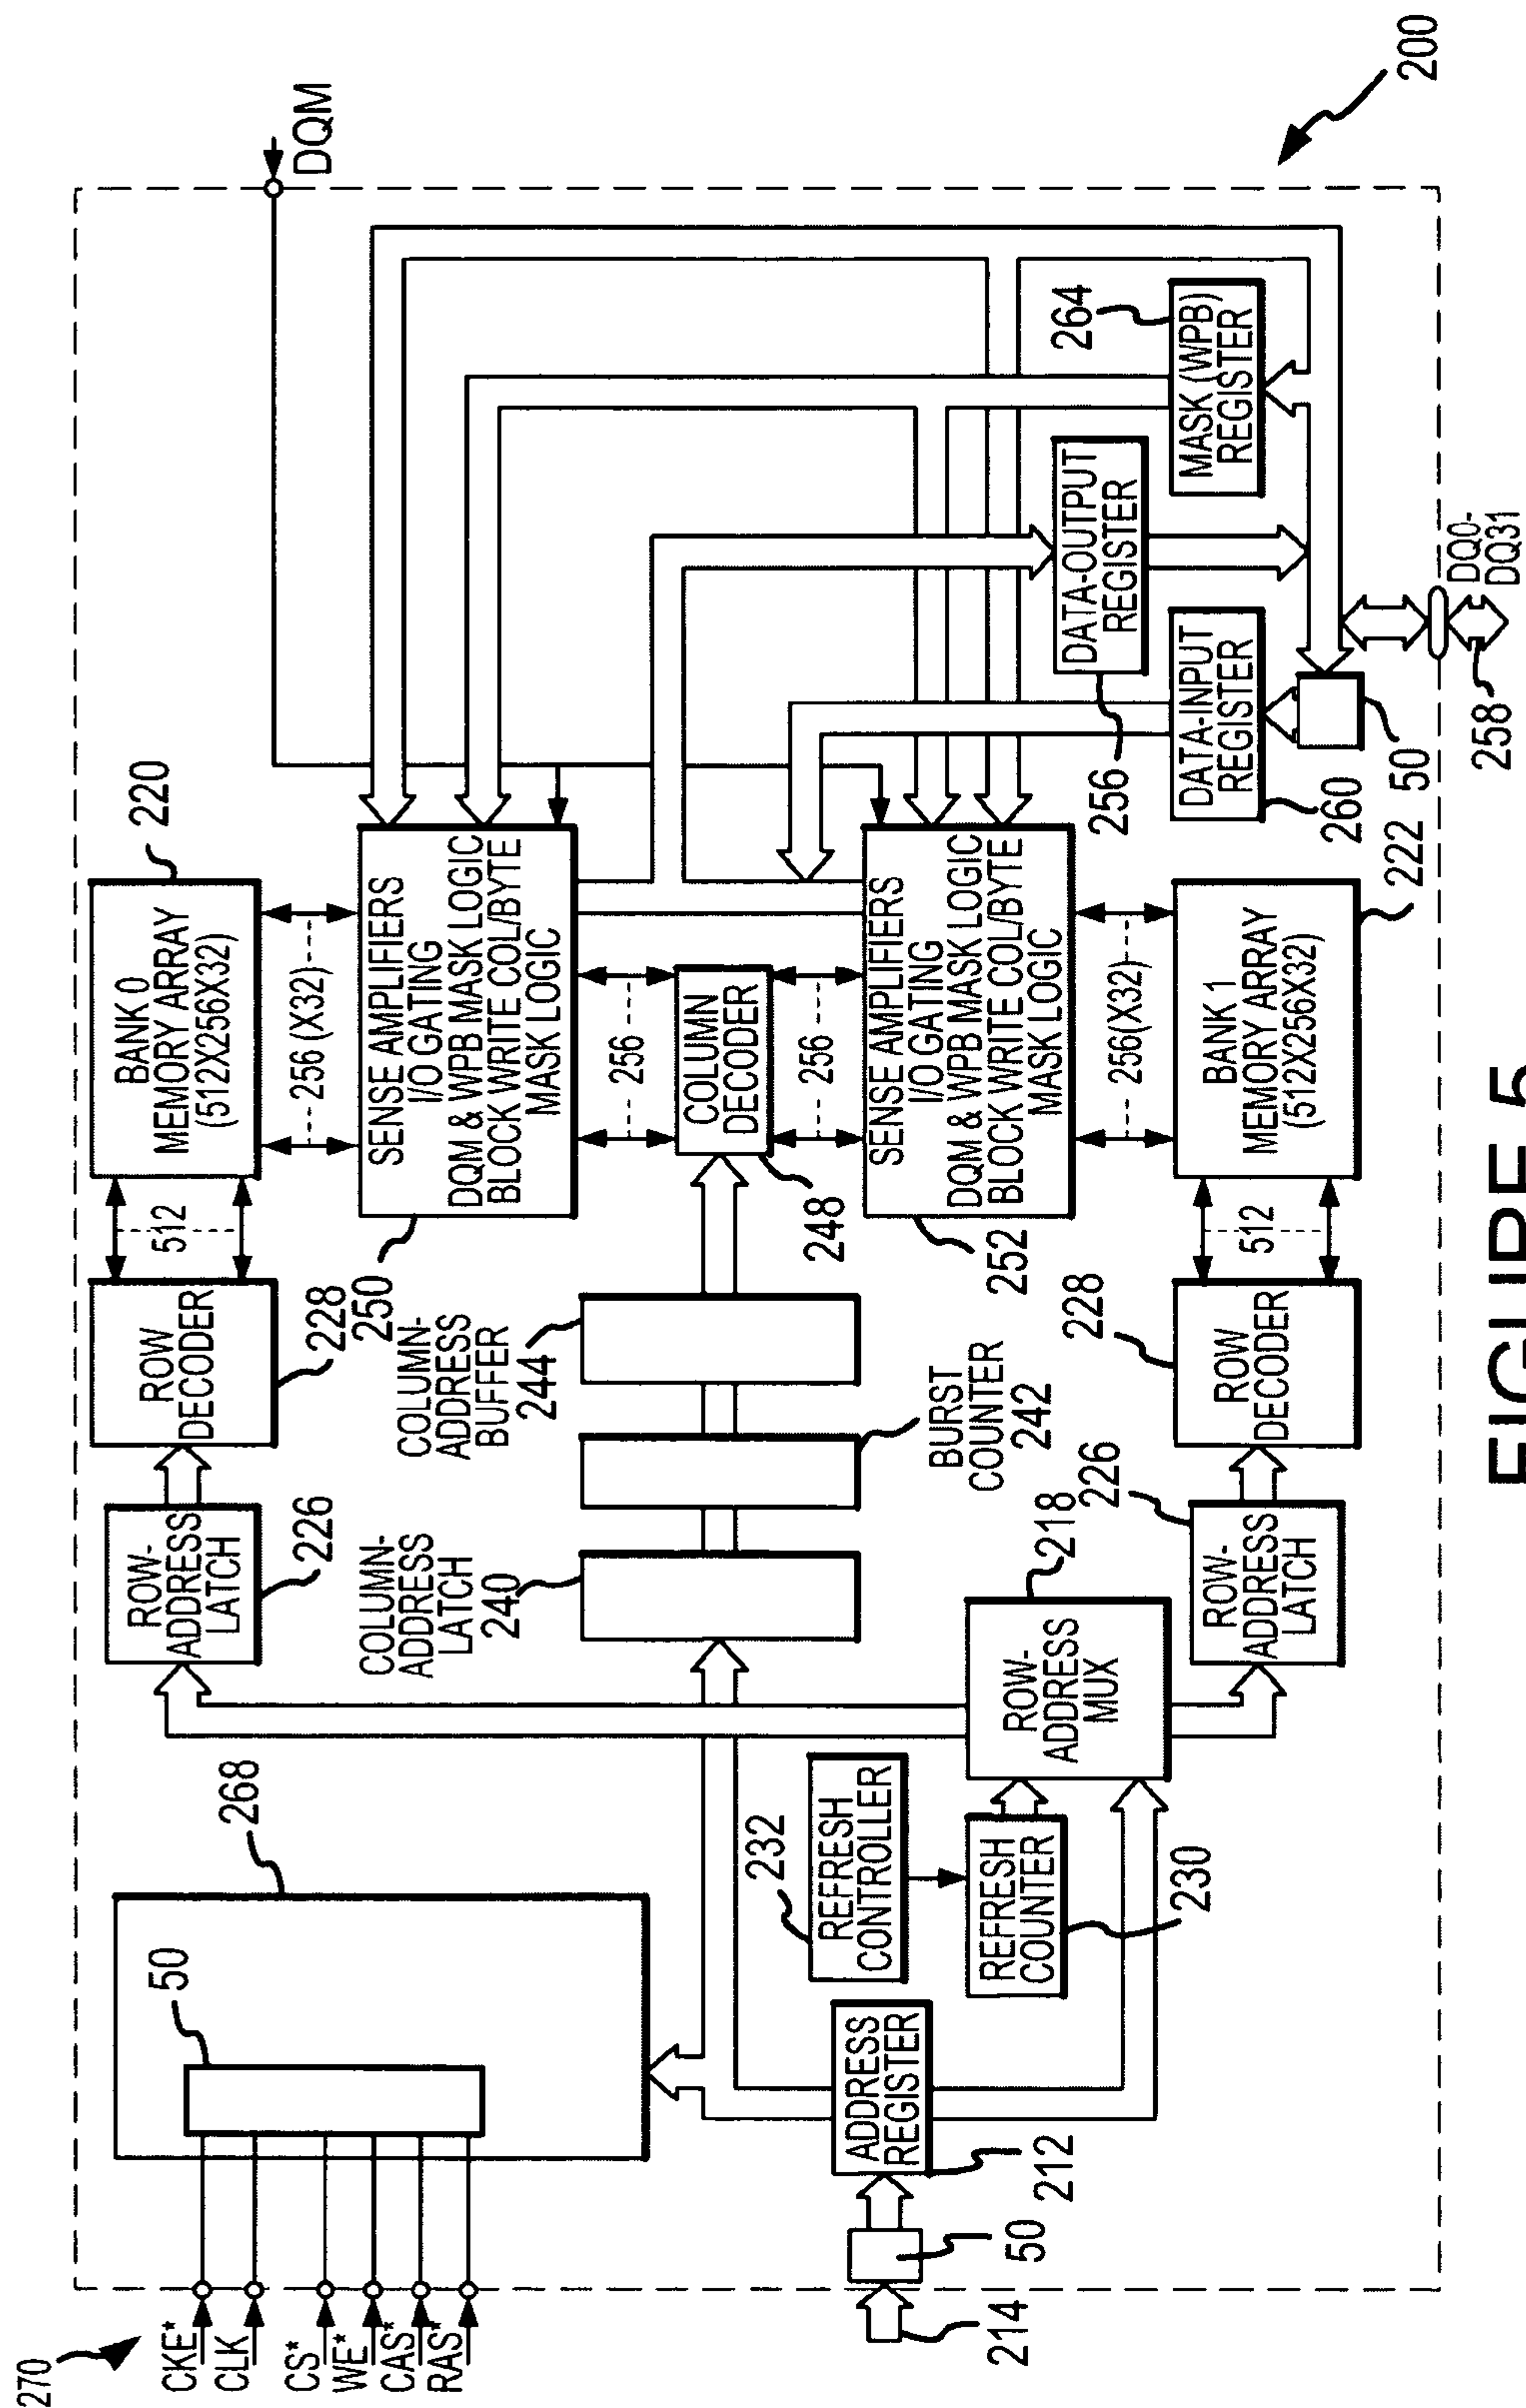 270
CKE*
CLK
CS*
WE*
CAS*
RAS*
50
268
214
50
212
ADDRESS
REGISTER
232
REFRESH
CONTROLLER
REFRESH
COUNTER
230
ROW-
ADDRESS
MUX
218
ROW-
ADDRESS
LATCH
226
ROW-
ADDRESS
LATCH
226
ROW
DECODER
228
ROW
DECODER
228
COLUMN-
ADDRESS
LATCH
240
BURST
COUNTER
242
COLUMN-
ADDRESS
BUFFER
244
512
512
BANK 0
MEMORY ARRAY
(512X256X32)
220
256 (X32)
SENSE AMPLIFIERS
I/O GATING
DQM & WPB MASK LOGIC
BLOCK WRITE COL/BYTE
MASK LOGIC
250
256
COLUMN
DECODER
248
256
SENSE AMPLIFIERS
I/O GATING
DQM & WPB MASK LOGIC
BLOCK WRITE COL/BYTE
MASK LOGIC
252
256(X32)
BANK 1
MEMORY ARRAY
(512X256X32)
222
DATA-INPUT
REGISTER
260
50
DATA-OUTPUT
REGISTER
256
MASK (WPB)
REGISTER
264
DQM
258
DQ0-
DQ31
200
FIGURE 5